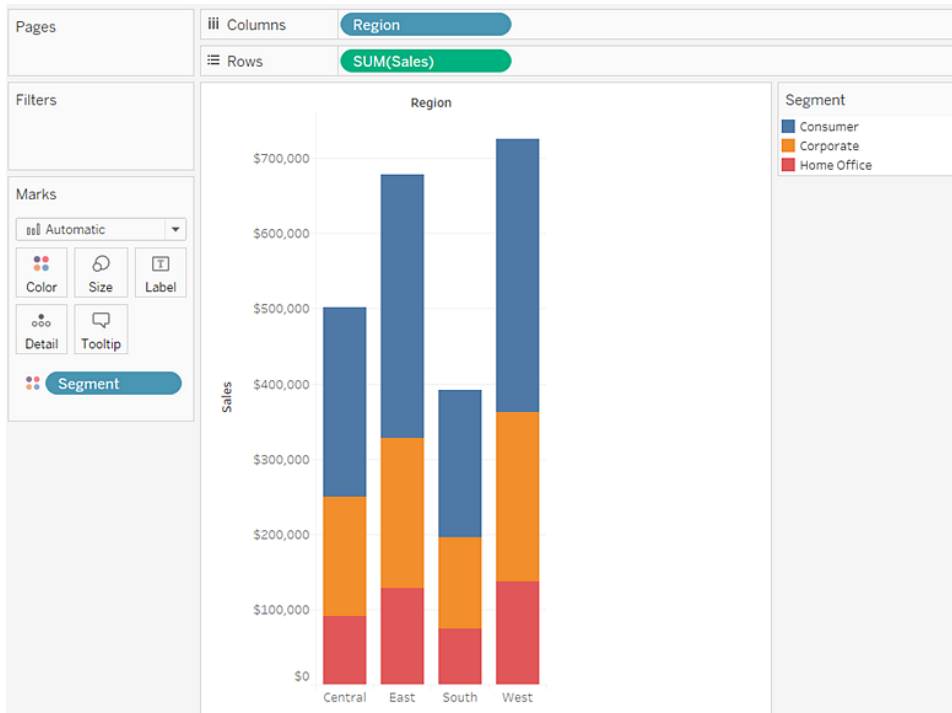 Pages
iii Columns
Region
Rows
SUM(Sales)
Filters
Marks
Automatic
Color
Size
Label
Detail
Tooltip
Segment
Region
Sales
$700,000
$600,000
$500,000
$400,000
$300,000
$200,000
$100,000
$0
Central
East
South
West
Segment
Consumer
Corporate
Home Office